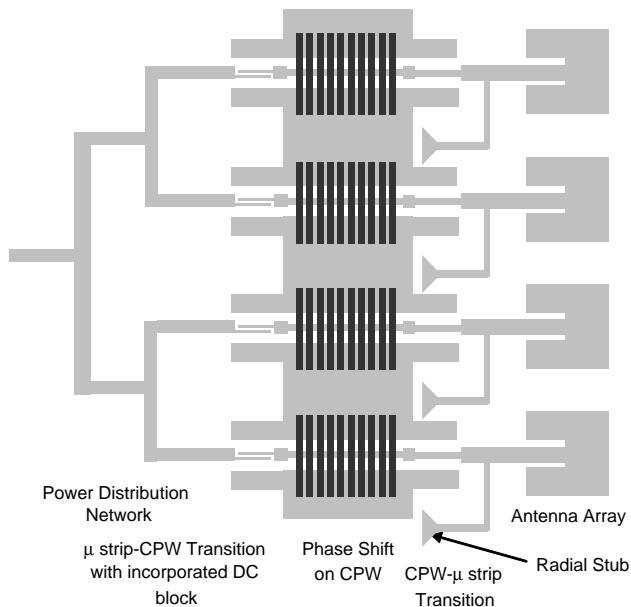 Power Distribution
Network
μ strip-CPW Transition
with incorporated DC
block
Phase Shift
on CPW
CPW-μ strip
Transition
Antenna Array
Radial Stub